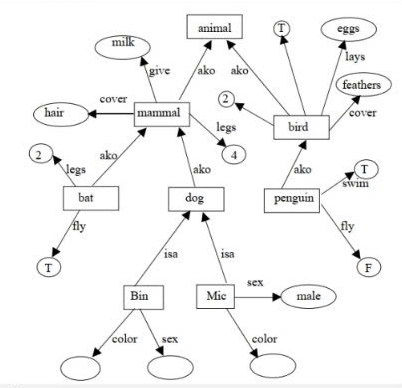 animal
T
eggs
milk
give
ako
ako
lays
feathers
cover
hair
mammal
2
cover
bird
legs
2
ako
4
legs
ako
ako
T
swim
bat
dog
penguin
fly
fly
T
F
isa
isa
Bin
Mic
sex
male
color
sex
color